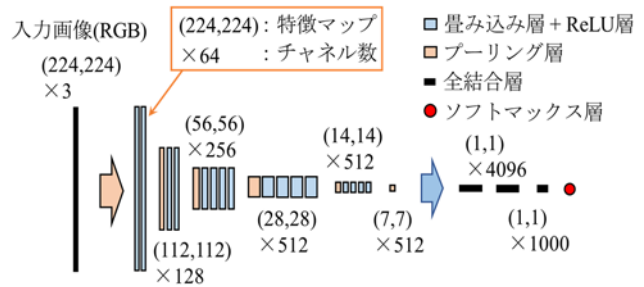 入力画像(RGB)
(224,224)
×3
(224,224) : 特徴マップ
×64 : チャネル数
畳み込み層 + ReLU層
プーリング層
全結合層
ソフトマックス層
(56,56)
×256
(14,14)
×512
(1,1)
×4096
(112,112)
×128
(28,28)
×512
(7,7)
×512
(1,1)
×1000